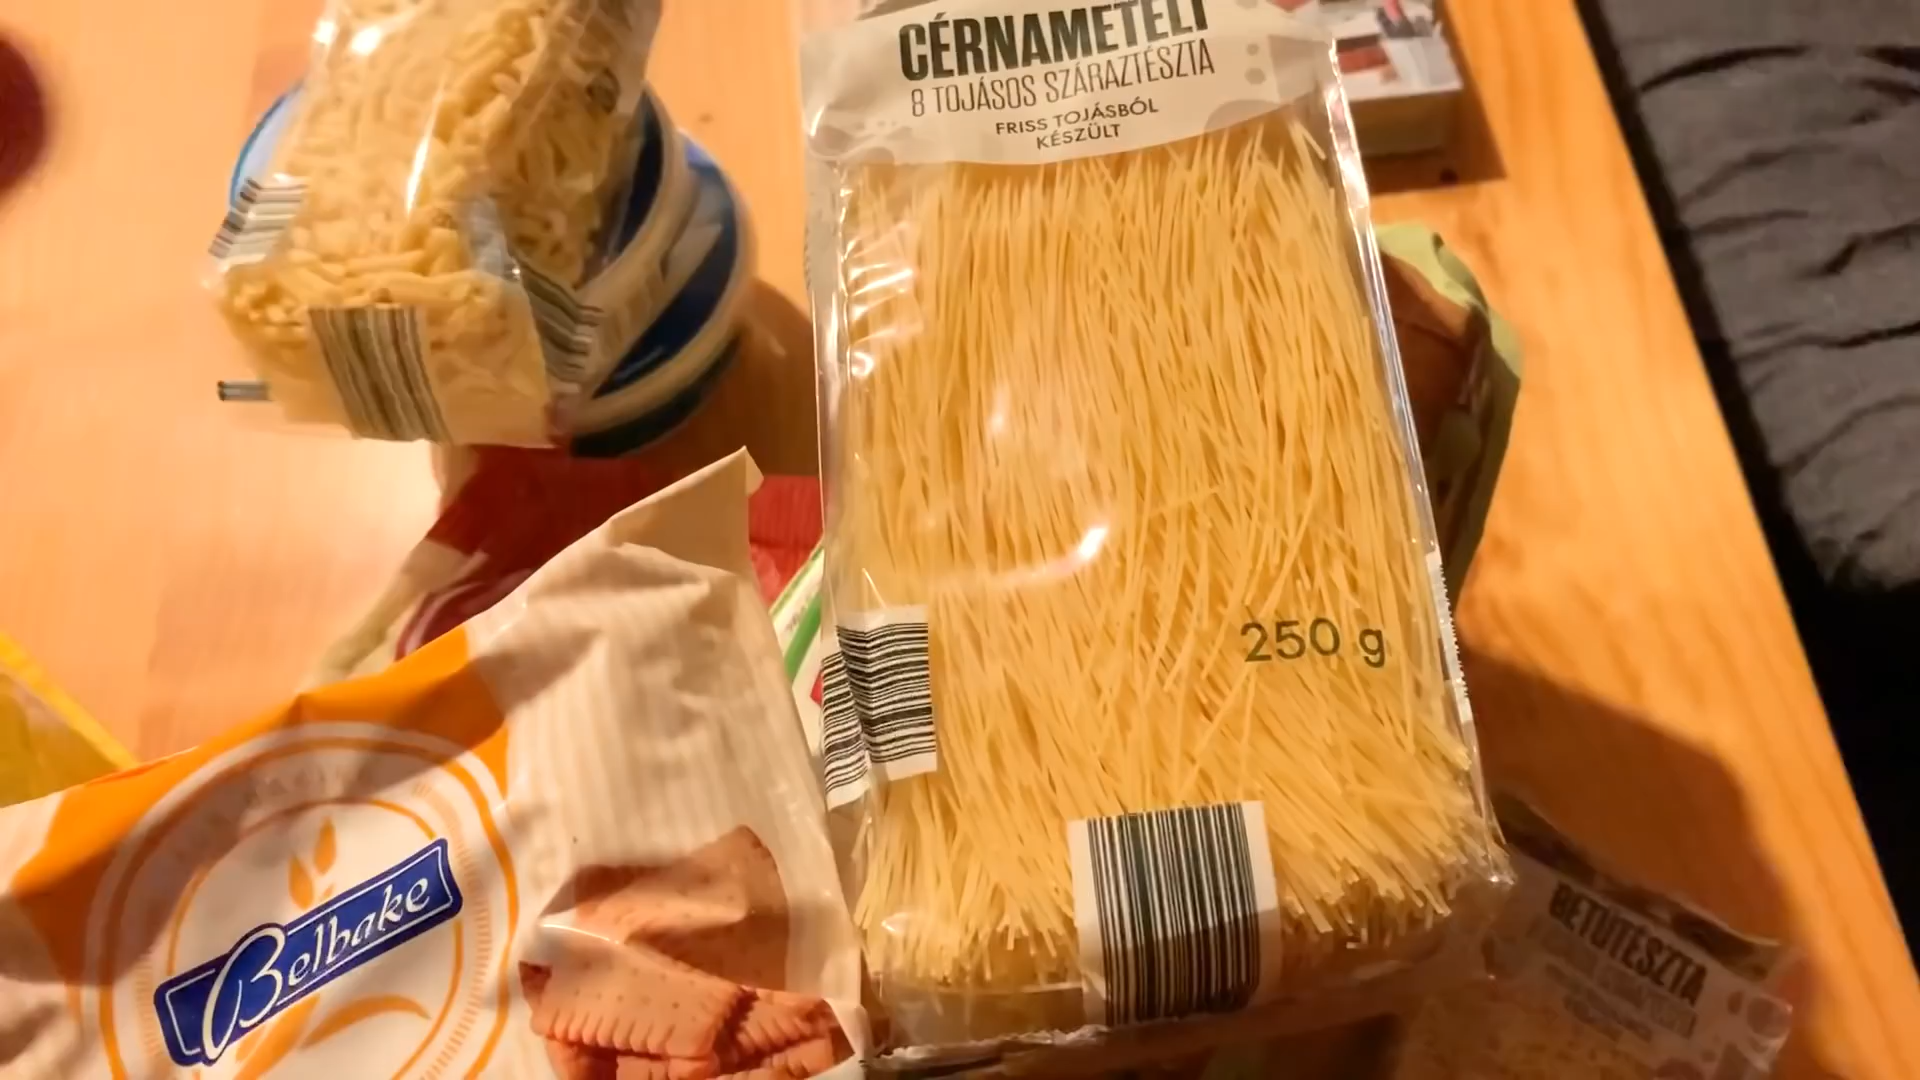 CÉRNAMETÉLT
8 TOJÁSOS SZÁRAZTÉSZTA
FRISS TOJÁSBÓL
KÉSZÜLT
250 g
Belbake
BETŰTÉSZTA